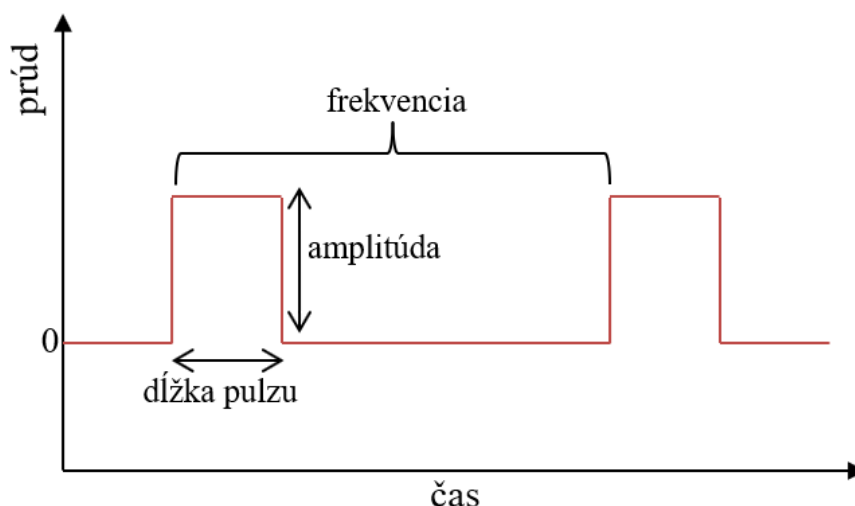 prúd
frekvencia
amplitúda
0
dĺžka pulzu
čas